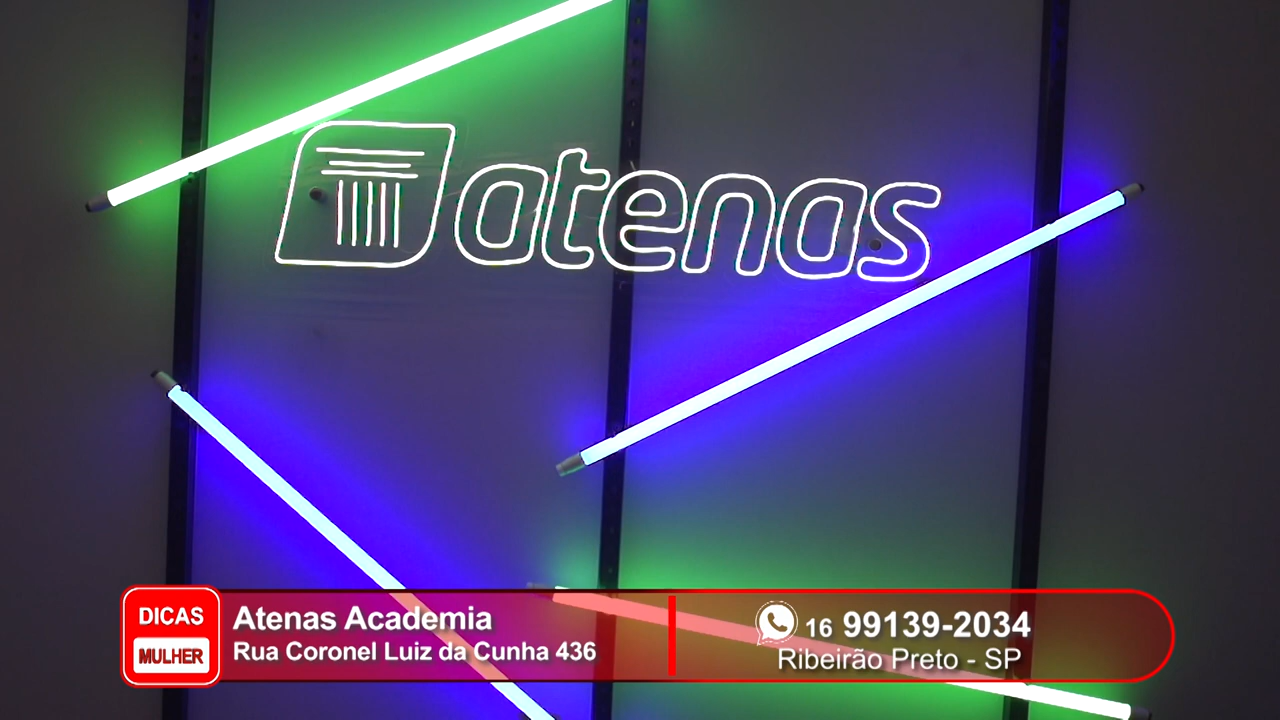 atenas
DICAS
MULHER
Atenas Academia
Rua Coronel Luiz da Cunha 436
16 99139-2034
Ribeirão Preto - SP